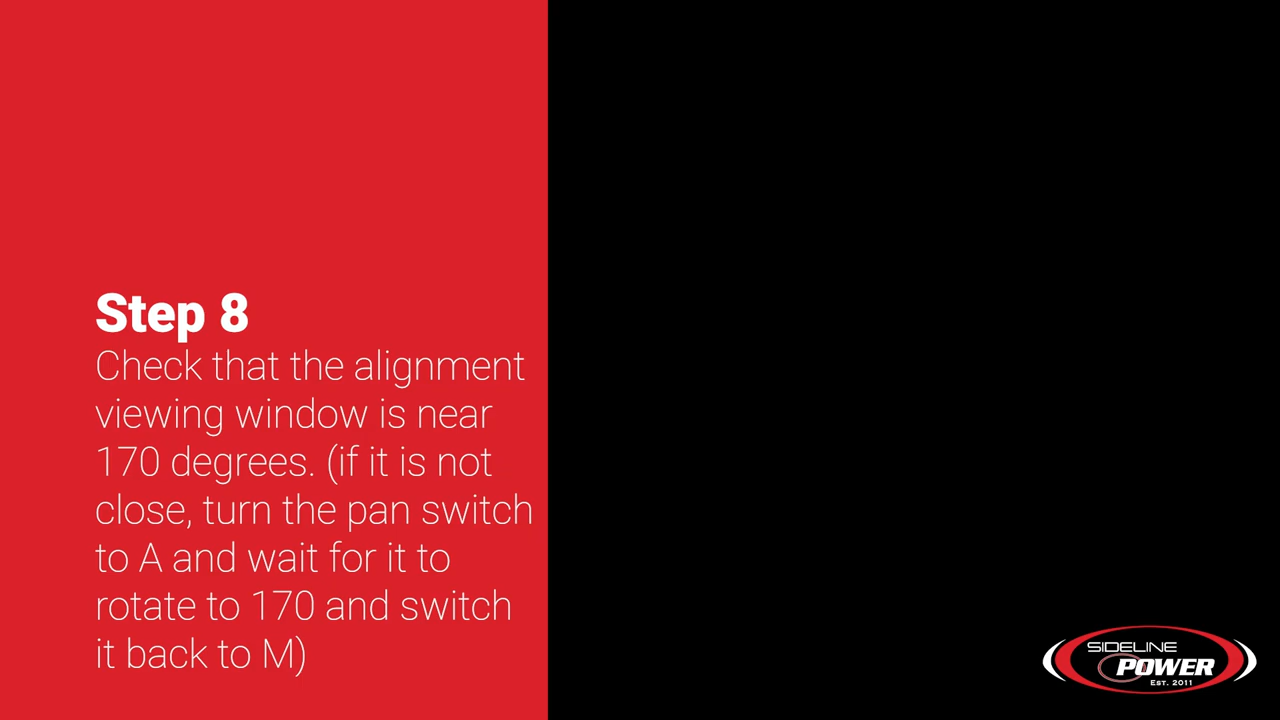 Step 8
Check that the alignment
viewing window is near
170 degrees. (if it is not
close, turn the pan switch
to A and wait for it to
rotate to 170 and switch
it back to M)
SIDELINE
POWER
EST. 2011